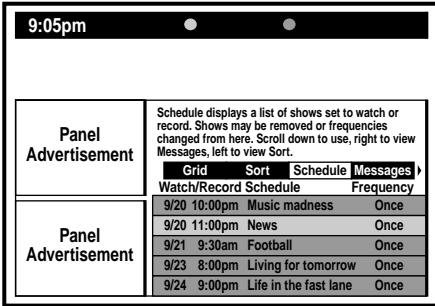 9:05pm
Schedule displays a list of shows set to watch or
record. Shows may be removed or frequencies
changed from here. Scroll down to use, right to view
Messages, left to view Sort.
Panel
Advertisement
Grid Sort Schedule Messages
Watch/Record Schedule Frequency
9/20 10:00pm Music madness Once
9/20 11:00pm News Once
9/21 9:30am Football Once
9/23 8:00pm Living for tomorrow Once
9/24 9:00pm Life in the fast lane Once
Panel
Advertisement